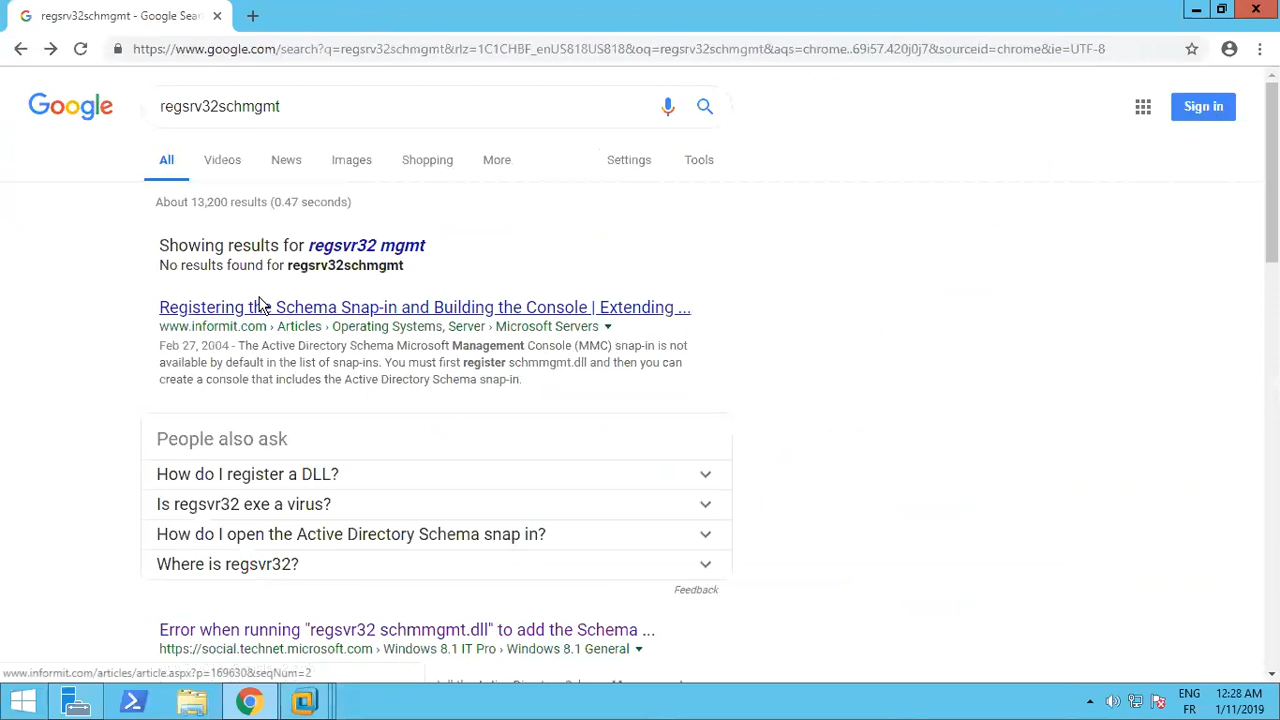 regsrv32schmgmt - Google Sear
https://www.google.com/search?q=regsrv32schmgmt&rlz=1C1CHBF_enUS818US818&oq=regsrv32schmgmt&aqs=chrome..69i57.420j0j7&sourceid=chrome&ie=UTF-8
Google
regsrv32schmgmt
Sign in
All Videos News Images Shopping More Settings Tools
About 13,200 results (0.47 seconds)
Showing results for regsvr32 mgmt
No results found for regsrv32schmgmt
Registering the Schema Snap-in and Building the Console | Extending ...
www.informit.com › Articles › Operating Systems, Server › Microsoft Servers
Feb 27, 2004 - The Active Directory Schema Microsoft Management Console (MMC) snap-in is not
available by default in the list of snap-ins. You must first register schmmgmt.dll and then you can
create a console that includes the Active Directory Schema snap-in.
People also ask
How do I register a DLL?
Is regsvr32 exe a virus?
How do I open the Active Directory Schema snap in?
Where is regsvr32?
Feedback
Error when running "regsvr32 schmmgmt.dll" to add the Schema ...
https://social.technet.microsoft.com › Windows 8.1 IT Pro › Windows 8.1 General
www.informit.com/articles/article.aspx?p=169630&seqNum=2
ENG
FR
12:28 AM
1/11/2019